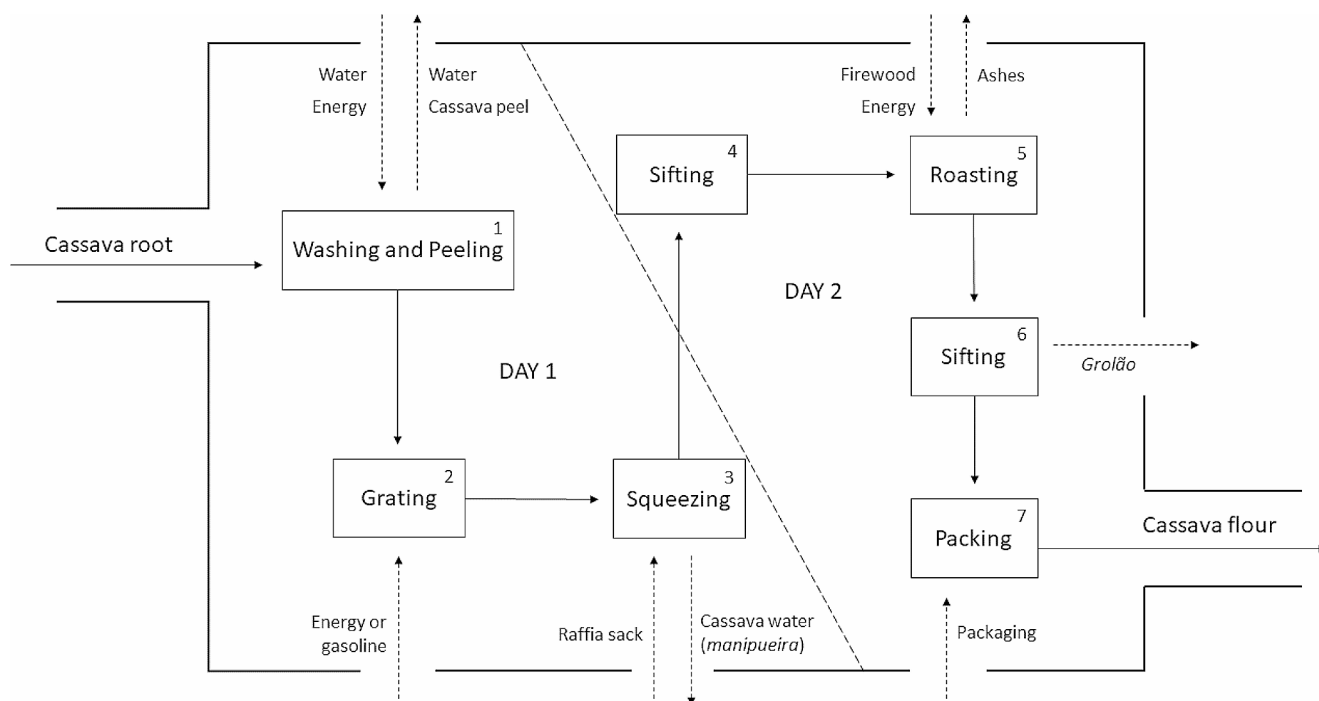 Water
Energy
Water
Cassava peel
Firewood
Energy
Ashes
4
Sifting
5
Roasting
Cassava root
1
Washing and Peeling
DAY 2
6
Sifting
Grolão
DAY 1
2
Grating
3
Squeezing
7
Packing
Cassava flour
Energy or
gasoline
Raffia sack
Cassava water
(manipueira)
Packaging